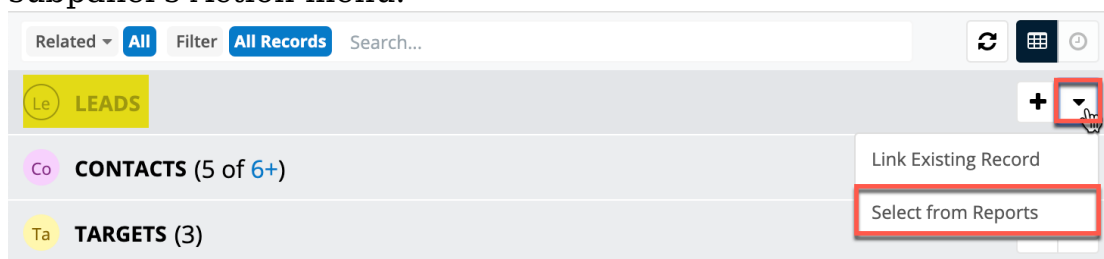 subpanel's Action menu.
Related All Filter All Records Search...
Le LEADS
Co CONTACTS (5 of 6+)
Link Existing Record
Select from Reports
Ta TARGETS (3)